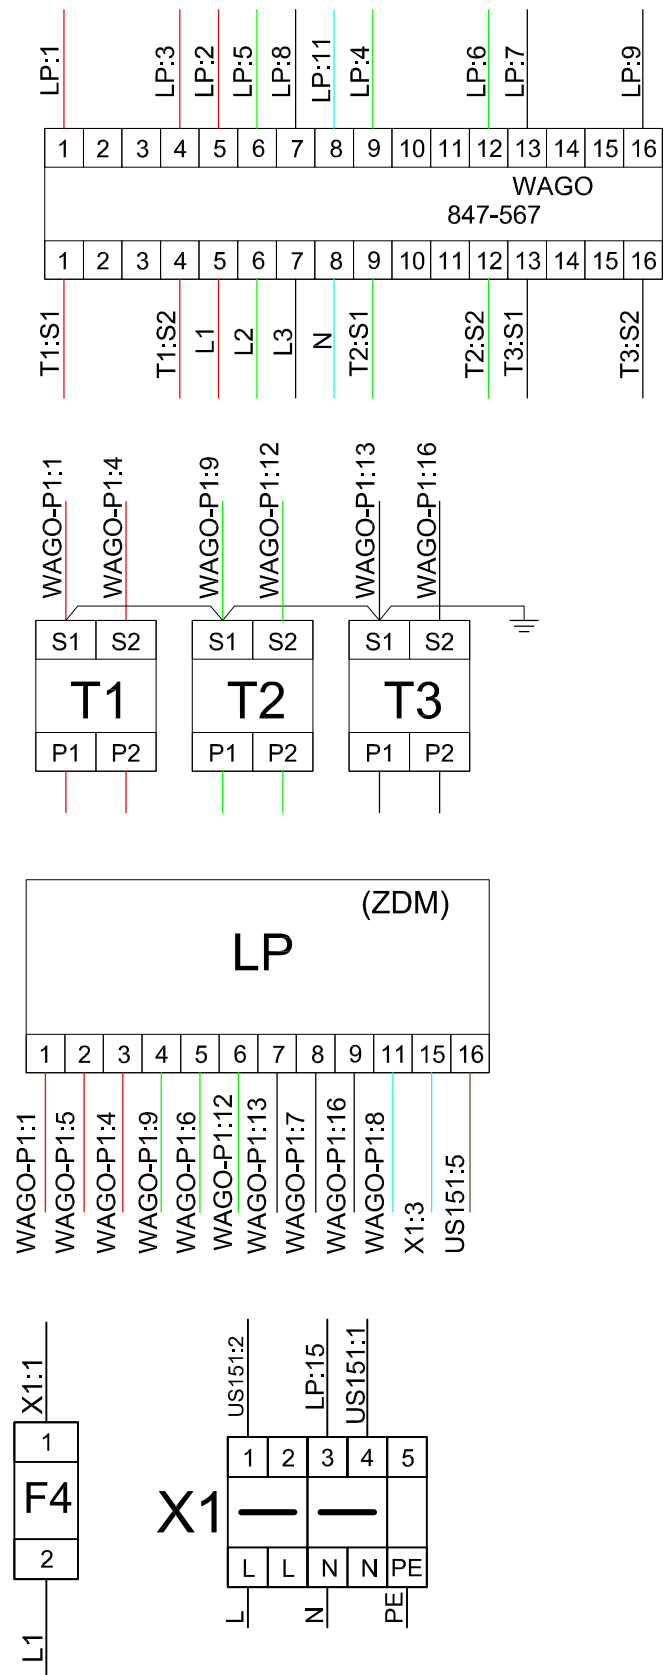 LP:1 LP:3 LP:2 LP:5 LP:8 LP:11 LP:4 LP:6 LP:7 LP:9
1 2 3 4 5 6 7 8 9 10 11 12 13 14 15 16
WAGO
847-567
1 2 3 4 5 6 7 8 9 10 11 12 13 14 15 16
T1:S1 T1:S2 L1 L2 L3 N T2:S1 T2:S2 T3:S1 T3:S2
WAGO-P1:1 WAGO-P1:4 WAGO-P1:9 WAGO-P1:12 WAGO-P1:13 WAGO-P1:16
S1 S2 S1 S2 S1 S2
T1 T2 T3
P1 P2 P1 P2 P1 P2
(ZDM)
LP
1 2 3 4 5 6 7 8 9 11 15 16
WAGO-P1:1 WAGO-P1:5 WAGO-P1:4 WAGO-P1:9 WAGO-P1:6 WAGO-P1:12 WAGO-P1:13 WAGO-P1:7 WAGO-P1:16 WAGO-P1:8 X1:3 US151:5
X1:1
1
F4
2
L1
US151:2 LP:15 US151:1
1 2 3 4 5
X1
L L N N PE
L N PE